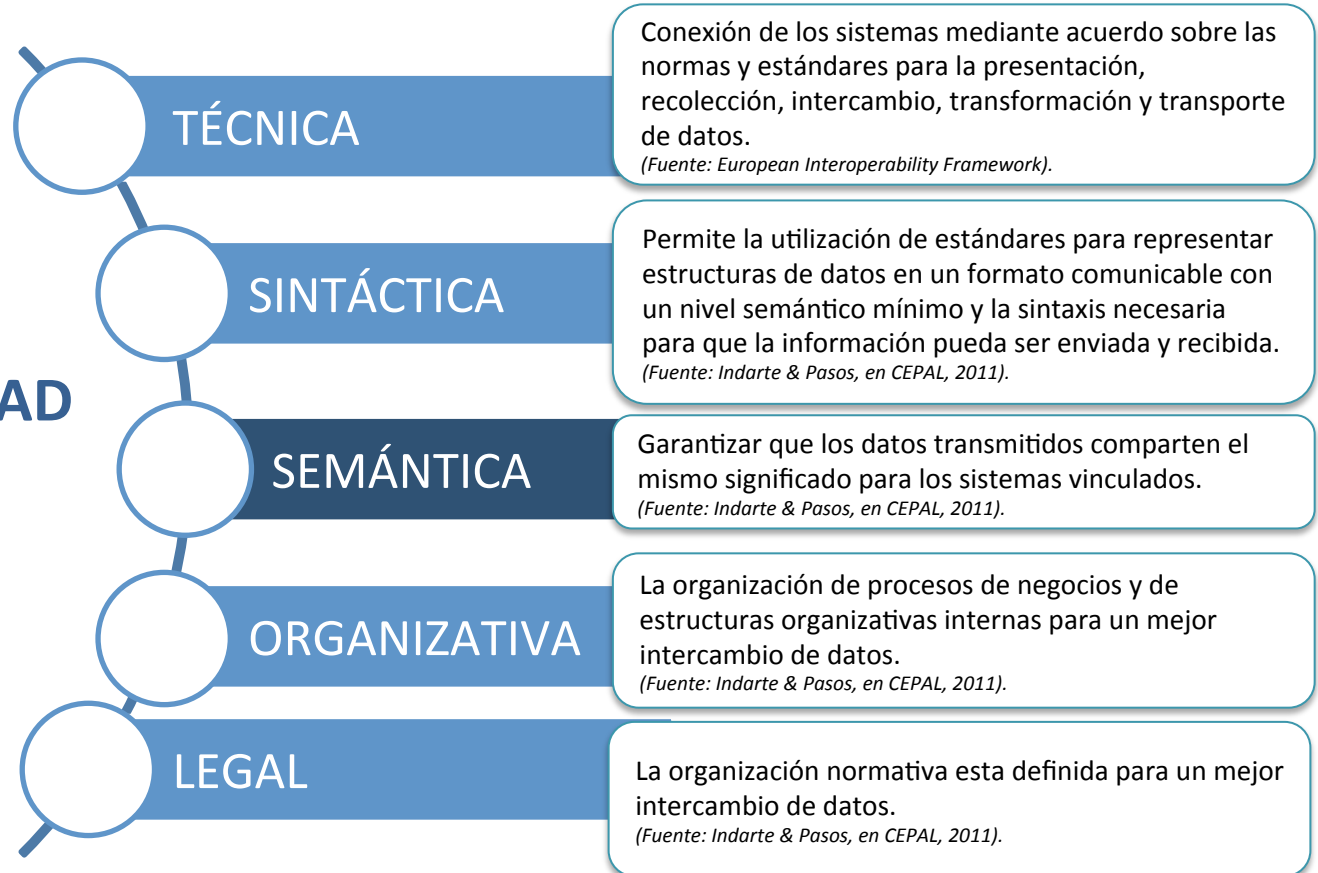 TÉCNICA
Conexión de los sistemas mediante acuerdo sobre las
normas y estándares para la presentación,
recolección, intercambio, transformación y transporte
de datos.
(Fuente: European Interoperability Framework).
SINTÁCTICA
Permite la utilización de estándares para representar
estructuras de datos en un formato comunicable con
un nivel semántico mínimo y la sintaxis necesaria
para que la información pueda ser enviada y recibida.
(Fuente: Indarte & Pasos, en CEPAL, 2011).
AD
SEMÁNTICA
Garantizar que los datos transmitidos comparten el
mismo significado para los sistemas vinculados.
(Fuente: Indarte & Pasos, en CEPAL, 2011).
ORGANIZATIVA
La organización de procesos de negocios y de
estructuras organizativas internas para un mejor
intercambio de datos.
(Fuente: Indarte & Pasos, en CEPAL, 2011).
LEGAL
La organización normativa esta definida para un mejor
intercambio de datos.
(Fuente: Indarte & Pasos, en CEPAL, 2011).